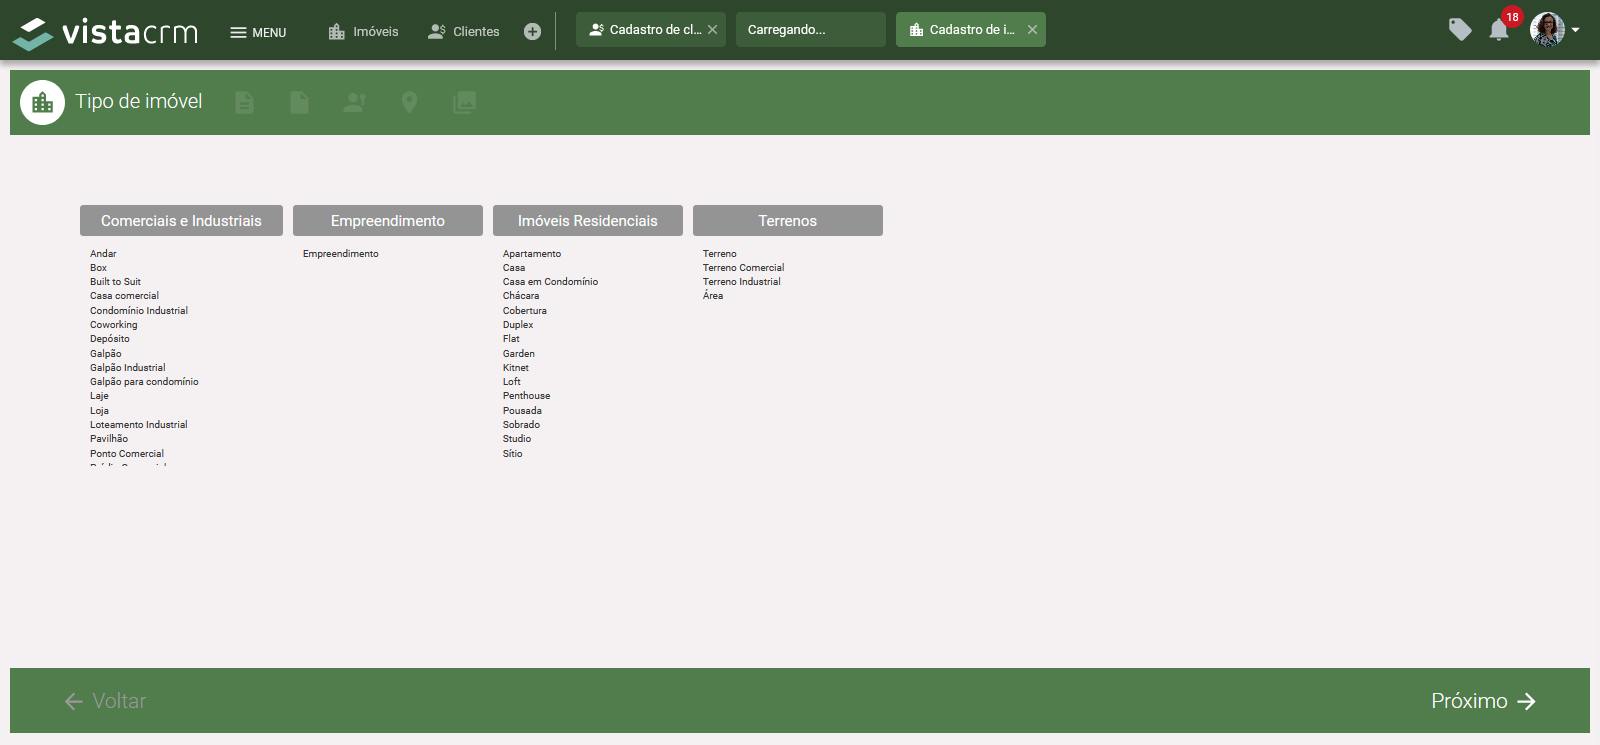 vistacrm
MENU
Imóveis
Clientes
Cadastro de cl...
Carregando...
Cadastro de i...
18
Tipo de imóvel
Comerciais e Industriais
Andar
Box
Built to Suit
Casa comercial
Condomínio Industrial
Coworking
Depósito
Galpão
Galpão Industrial
Galpão para condomínio
Laje
Loja
Loteamento Industrial
Pavilhão
Ponto Comercial
Empreendimento
Empreendimento
Imóveis Residenciais
Apartamento
Casa
Casa em Condomínio
Chácara
Cobertura
Duplex
Flat
Garden
Kitnet
Loft
Penthouse
Pousada
Sobrado
Studio
Sítio
Terrenos
Terreno
Terreno Comercial
Terreno Industrial
Área
Voltar
Próximo